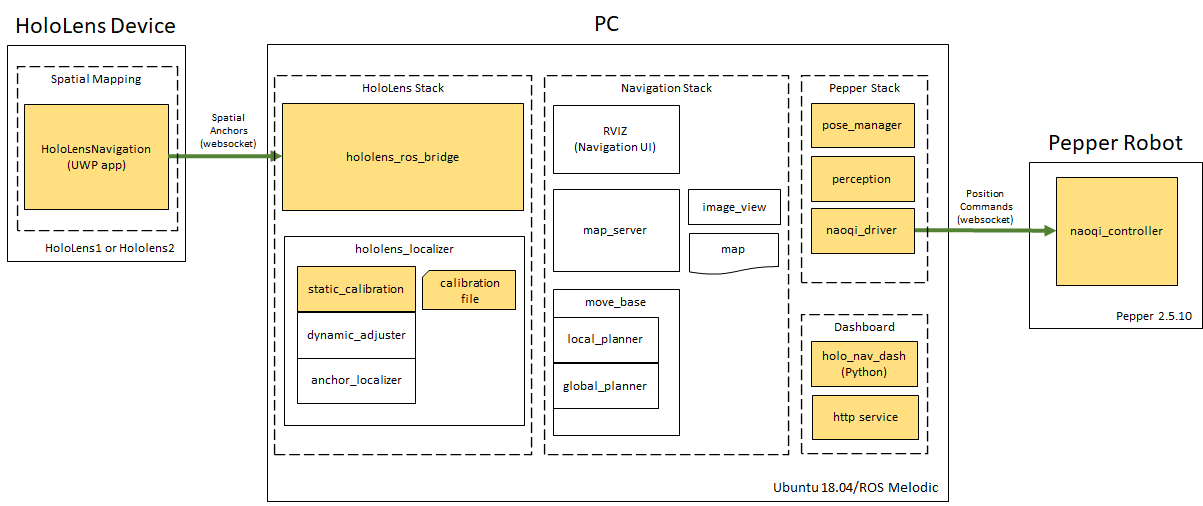 HoloLens Device
Spatial Mapping
HoloLensNavigation
(UWP app)
HoloLens1 or Hololens2
Spatial
Anchors
(websocket)
PC
HoloLens Stack
hololens_ros_bridge
hololens_localizer
static_calibration
calibration
file
dynamic_adjuster
anchor_localizer
Navigation Stack
RVIZ
(Navigation UI)
map_server
image_view
map
move_base
local_planner
global_planner
Pepper Stack
pose_manager
perception
naoqi_driver
Dashboard
holo_nav_dash
(Python)
http service
Ubuntu 18.04/ROS Melodic
Position
Commands
(websocket)
Pepper Robot
naoqi_controller
Pepper 2.5.10